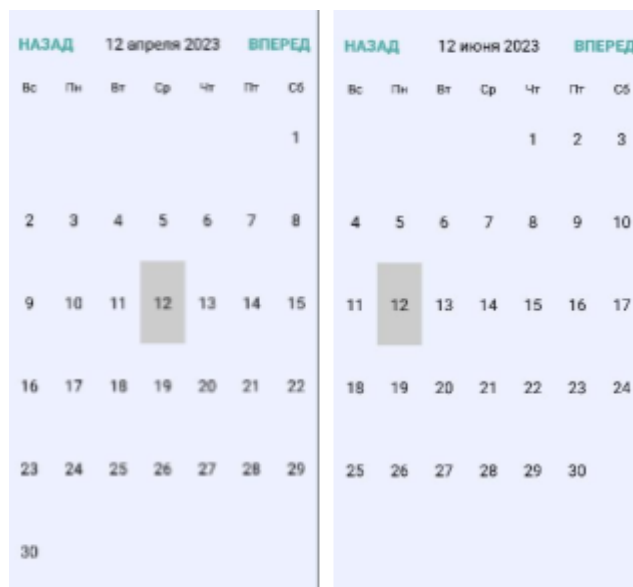 НАЗАД 12 апреля 2023 ВПЕРЕД
Вс Пн Вт Ср Чт Пт Сб
1
2 3 4 5 6 7 8
9 10 11 12 13 14 15
16 17 18 19 20 21 22
23 24 25 26 27 28 29
30
НАЗАД 12 июня 2023 ВПЕРЕД
Вс Пн Вт Ср Чт Пт Сб
1 2 3
4 5 6 7 8 9 10
11 12 13 14 15 16 17
18 19 20 21 22 23 24
25 26 27 28 29 30